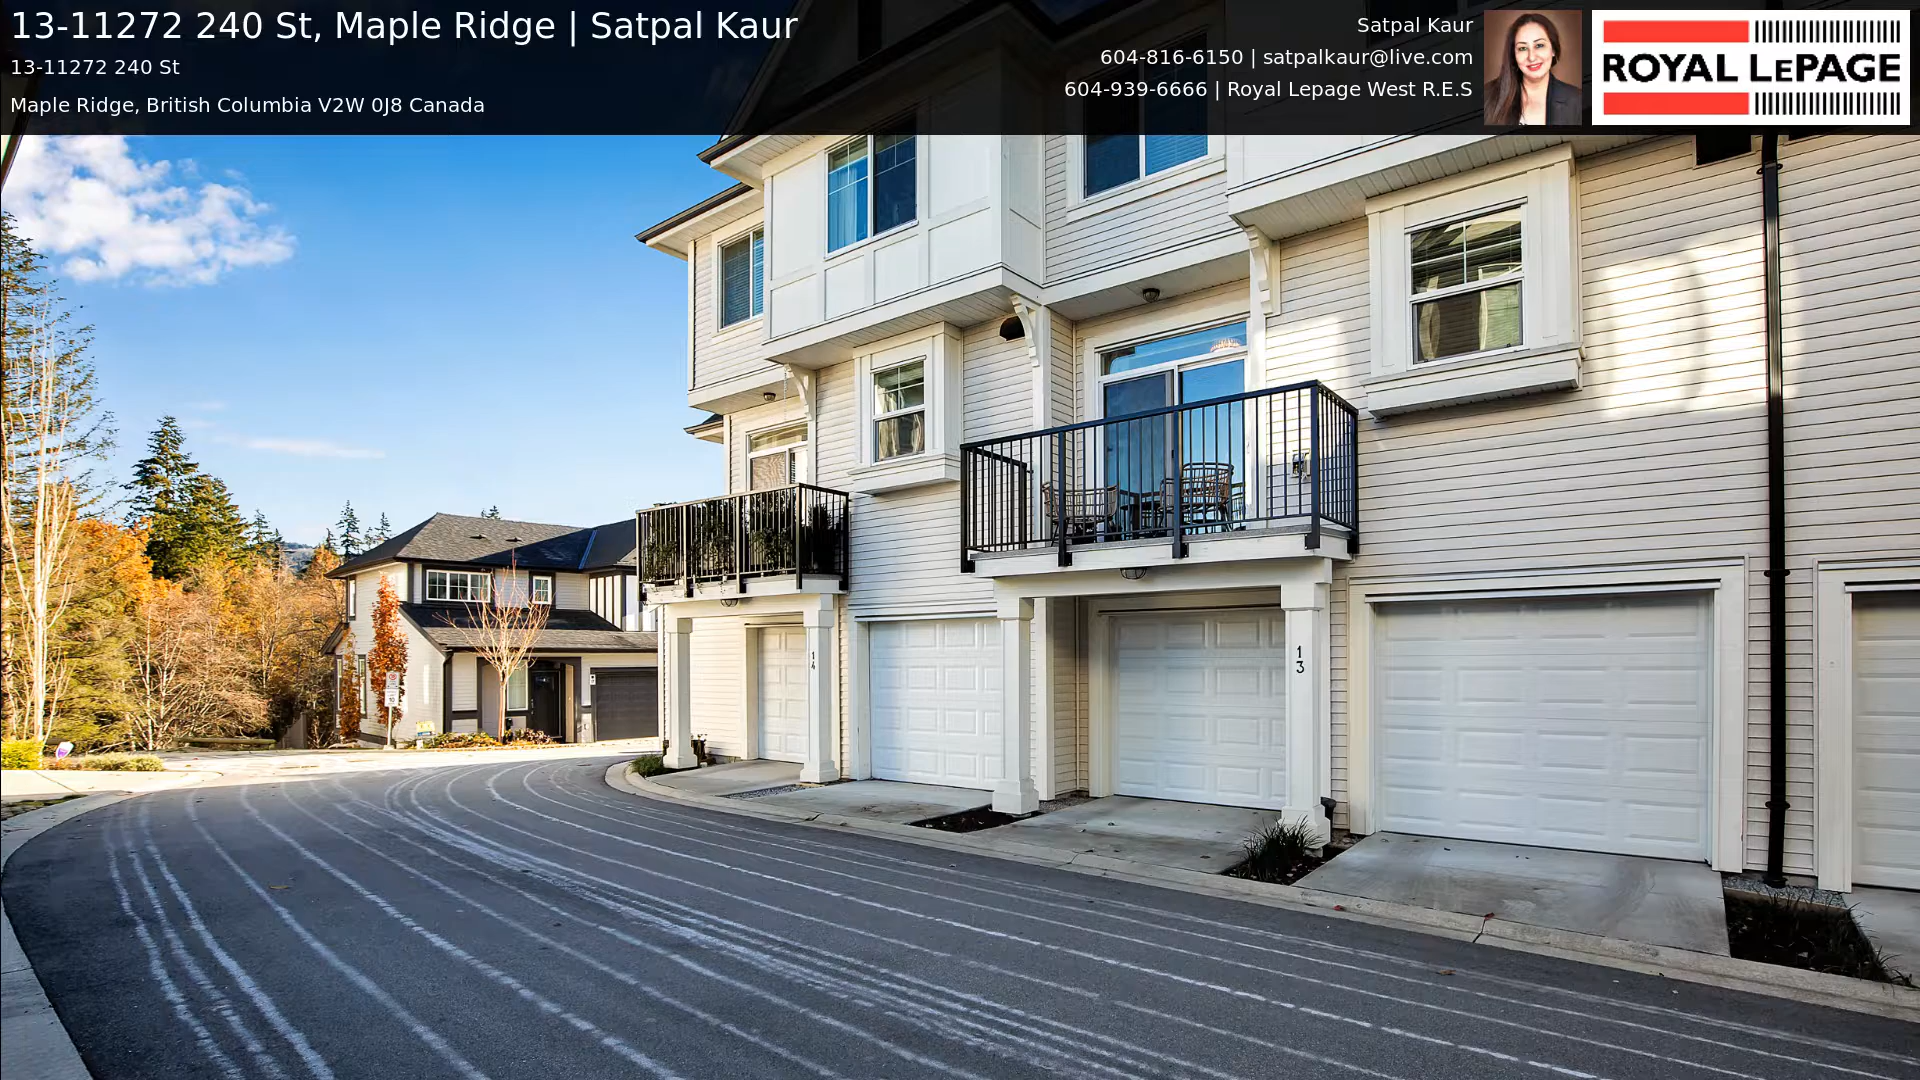 13-11272 240 St, Maple Ridge | Satpal Kaur
13-11272 240 St
Maple Ridge, British Columbia V2W 0J8 Canada
Satpal Kaur
604-816-6150 | satpalkaur@live.com
604-939-6666 | Royal Lepage West R.E.S
ROYAL LEPAGE
14
13